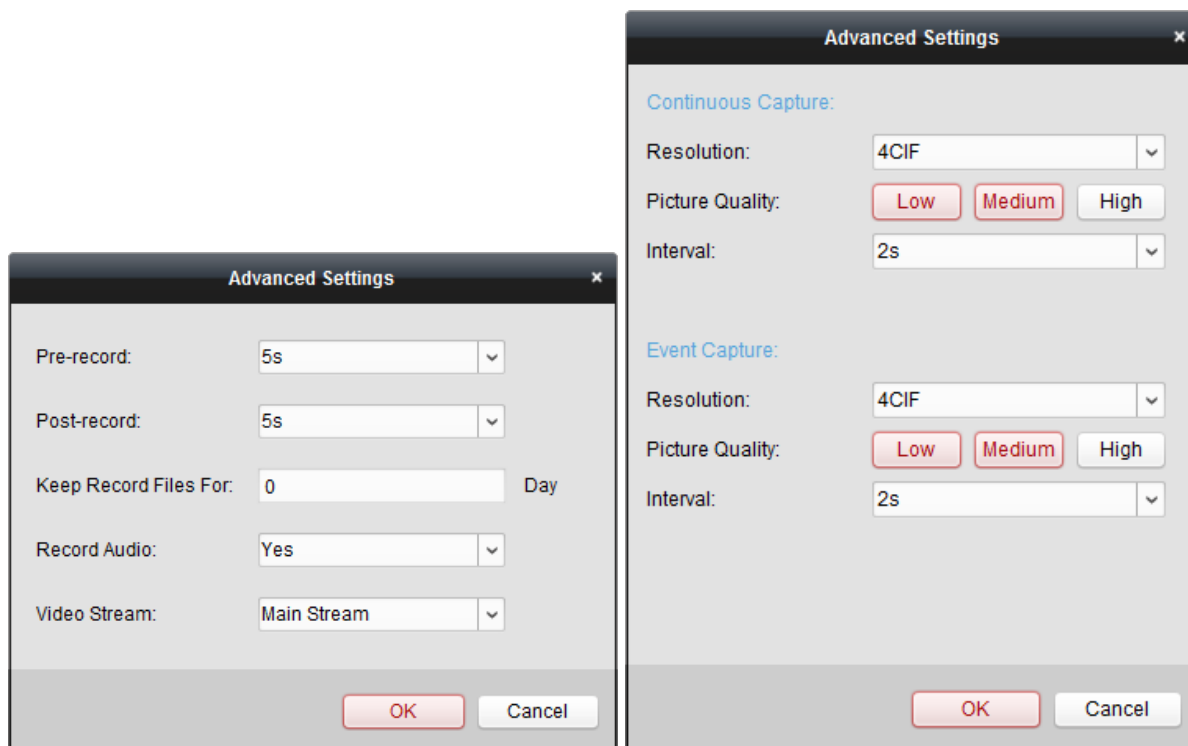 Advanced Settings
Pre-record: 5s
Post-record: 5s
Keep Record Files For: 0 Day
Record Audio: Yes
Video Stream: Main Stream
OK Cancel
Advanced Settings
Continuous Capture:
Resolution: 4CIF
Picture Quality: Low Medium High
Interval: 2s
Event Capture:
Resolution: 4CIF
Picture Quality: Low Medium High
Interval: 2s
OK Cancel